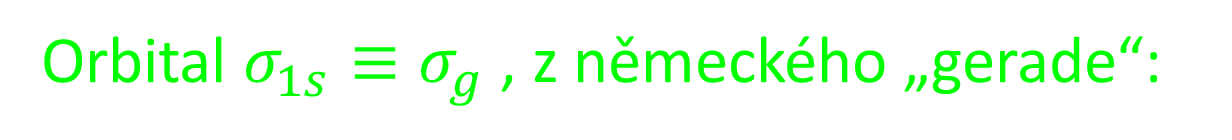 Orbital σ₁ₛ ≡ σg , z německého „gerade“: